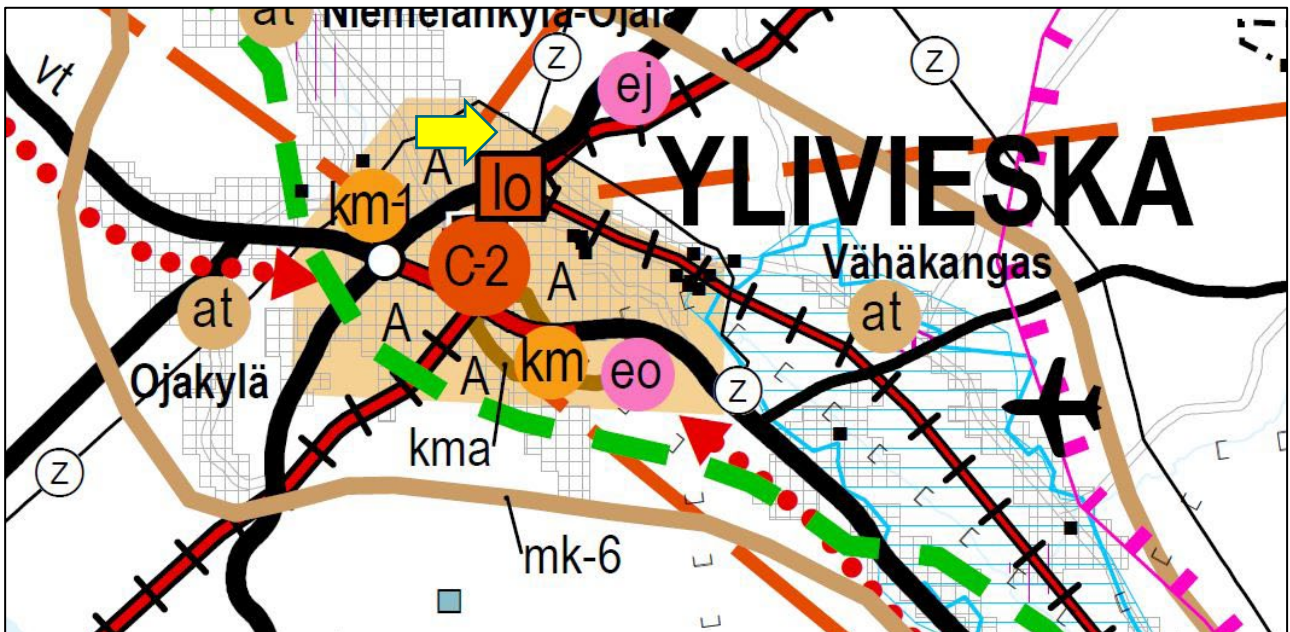 at
Niemelänkylä-Ojala
vt
z
z
ej
YLIVIESKA
A
lo
km-1
C-2
A
Vähäkangas
at
at
A
Ojakylä
A
km
eo
z
kma
z
mk-6